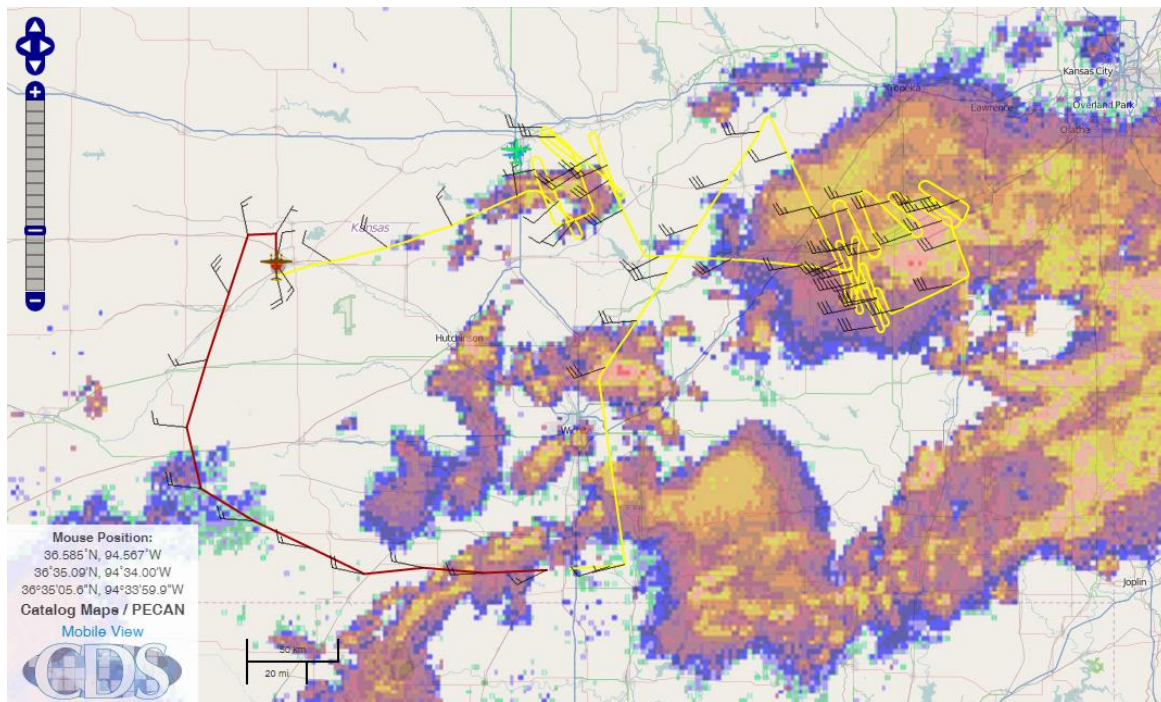 Kansas City
Topeka
Lawrence
Overland Park
Olathe
Kansas
Hutchinson
Wichita
Joplin
Mouse Position:
36.585°N, 94.567°W
36°35.09'N, 94°34.00'W
36°35'05.6"N, 94°33'59.9"W
Catalog Maps / PECAN
Mobile View
CDS
50 km
20 mi